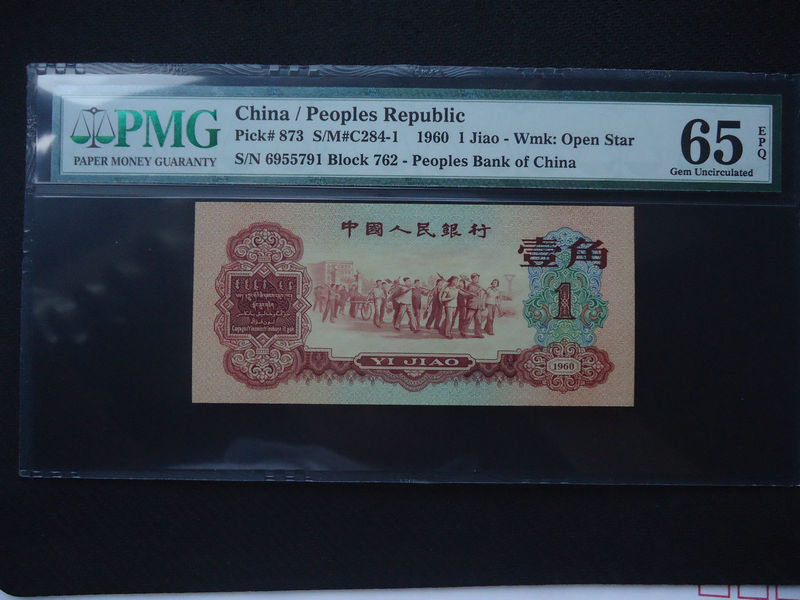 PMG
PAPER MONEY GUARANTY
China / Peoples Republic
Pick# 873 S/M#C284-1 1960 1 Jiao - Wmk: Open Star
S/N 6955791 Block 762 - Peoples Bank of China
65
EPQ
Gem Uncirculated
中國人民銀行
壹角
1
YI JIAO
1960